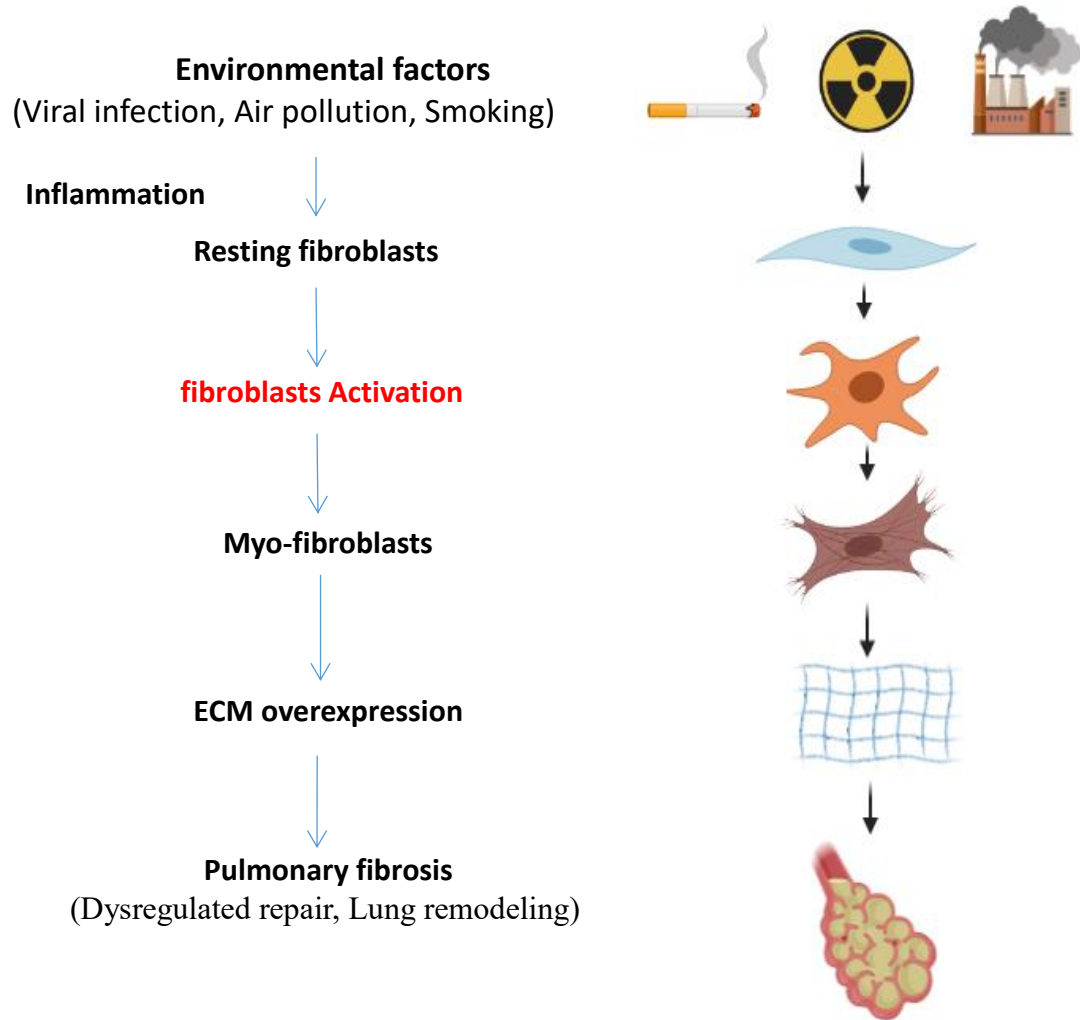 Environmental factors
(Viral infection, Air pollution, Smoking)
Inflammation
Resting fibroblasts
fibroblasts Activation
Myo-fibroblasts
ECM overexpression
Pulmonary fibrosis
(Dysregulated repair, Lung remodeling)